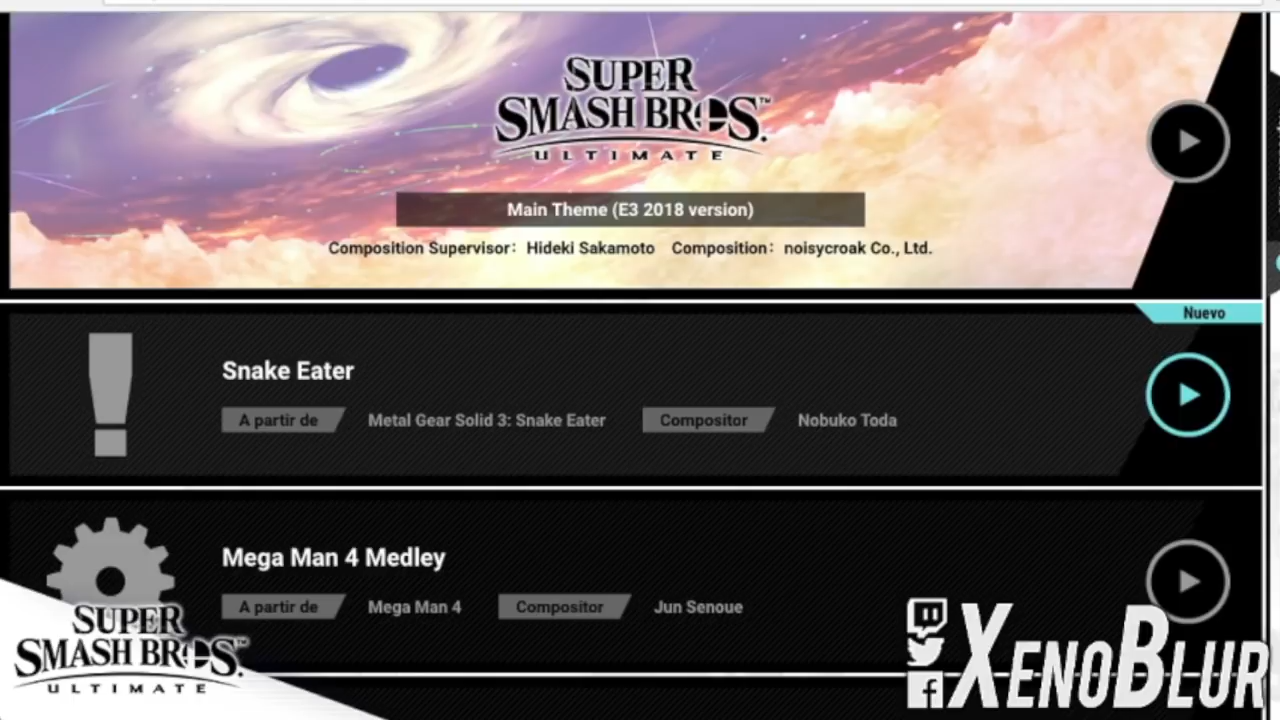 SUPER
SMASH BROS.™
ULTIMATE
Main Theme (E3 2018 version)
Composition Supervisor: Hideki Sakamoto Composition: noisycroak Co., Ltd.
Nuevo
Snake Eater
A partir de Metal Gear Solid 3: Snake Eater Compositor Nobuko Toda
Mega Man 4 Medley
A partir de Mega Man 4 Compositor Jun Senoue
SUPER
SMASH BROS.™
ULTIMATE
XENOBLUR